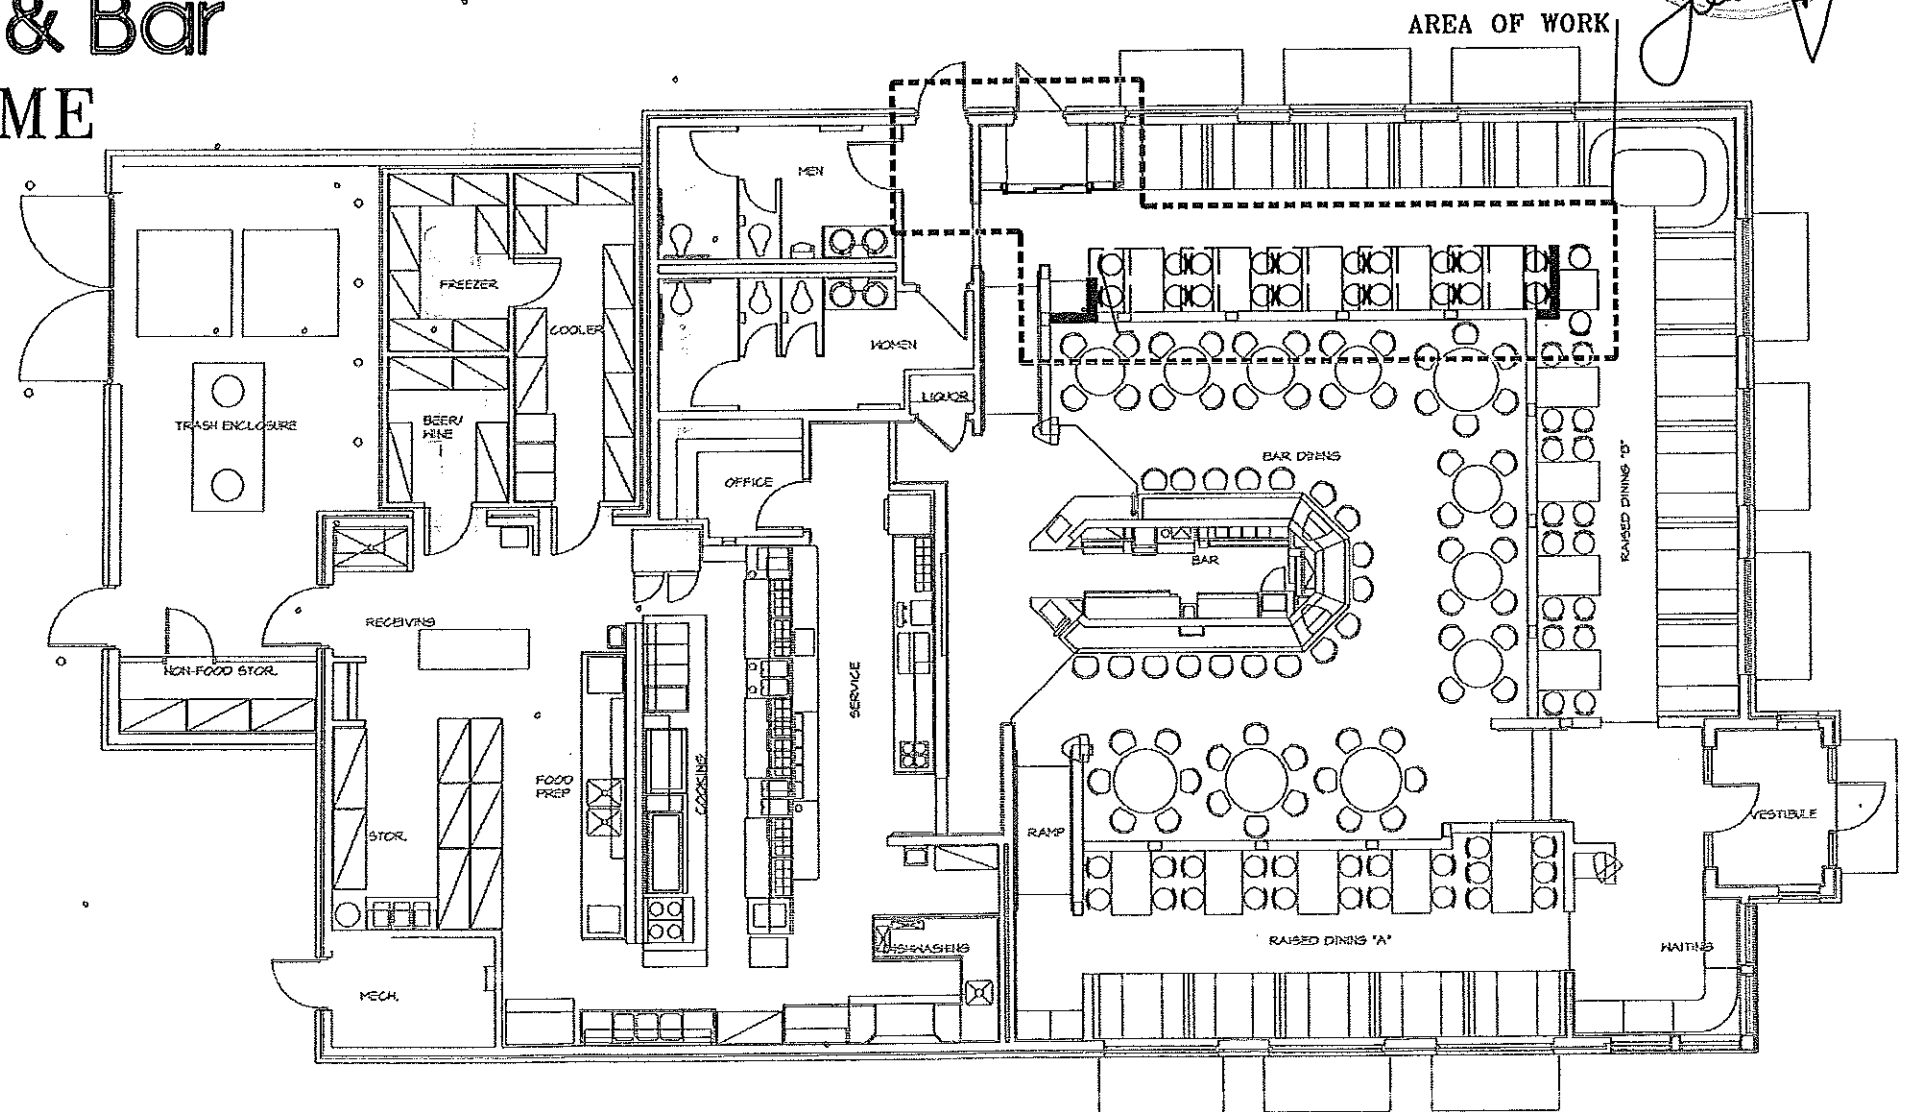 & Bar
ME
AREA OF WORK
MEN
FREEZER
COOLER
WOMEN
LIQUOR
TRASH ENCLOSURE
BEER/
WINE
OFFICE
BAR DINING
RAISED DINING "B"
BAR
RECEIVING
NON-FOOD STOR.
SERVICE
COOKING
FOOD
PREP
STOR.
RAMP
VESTIBULE
DISHWASHING
RAISED DINING "A"
WAITING
MECH.